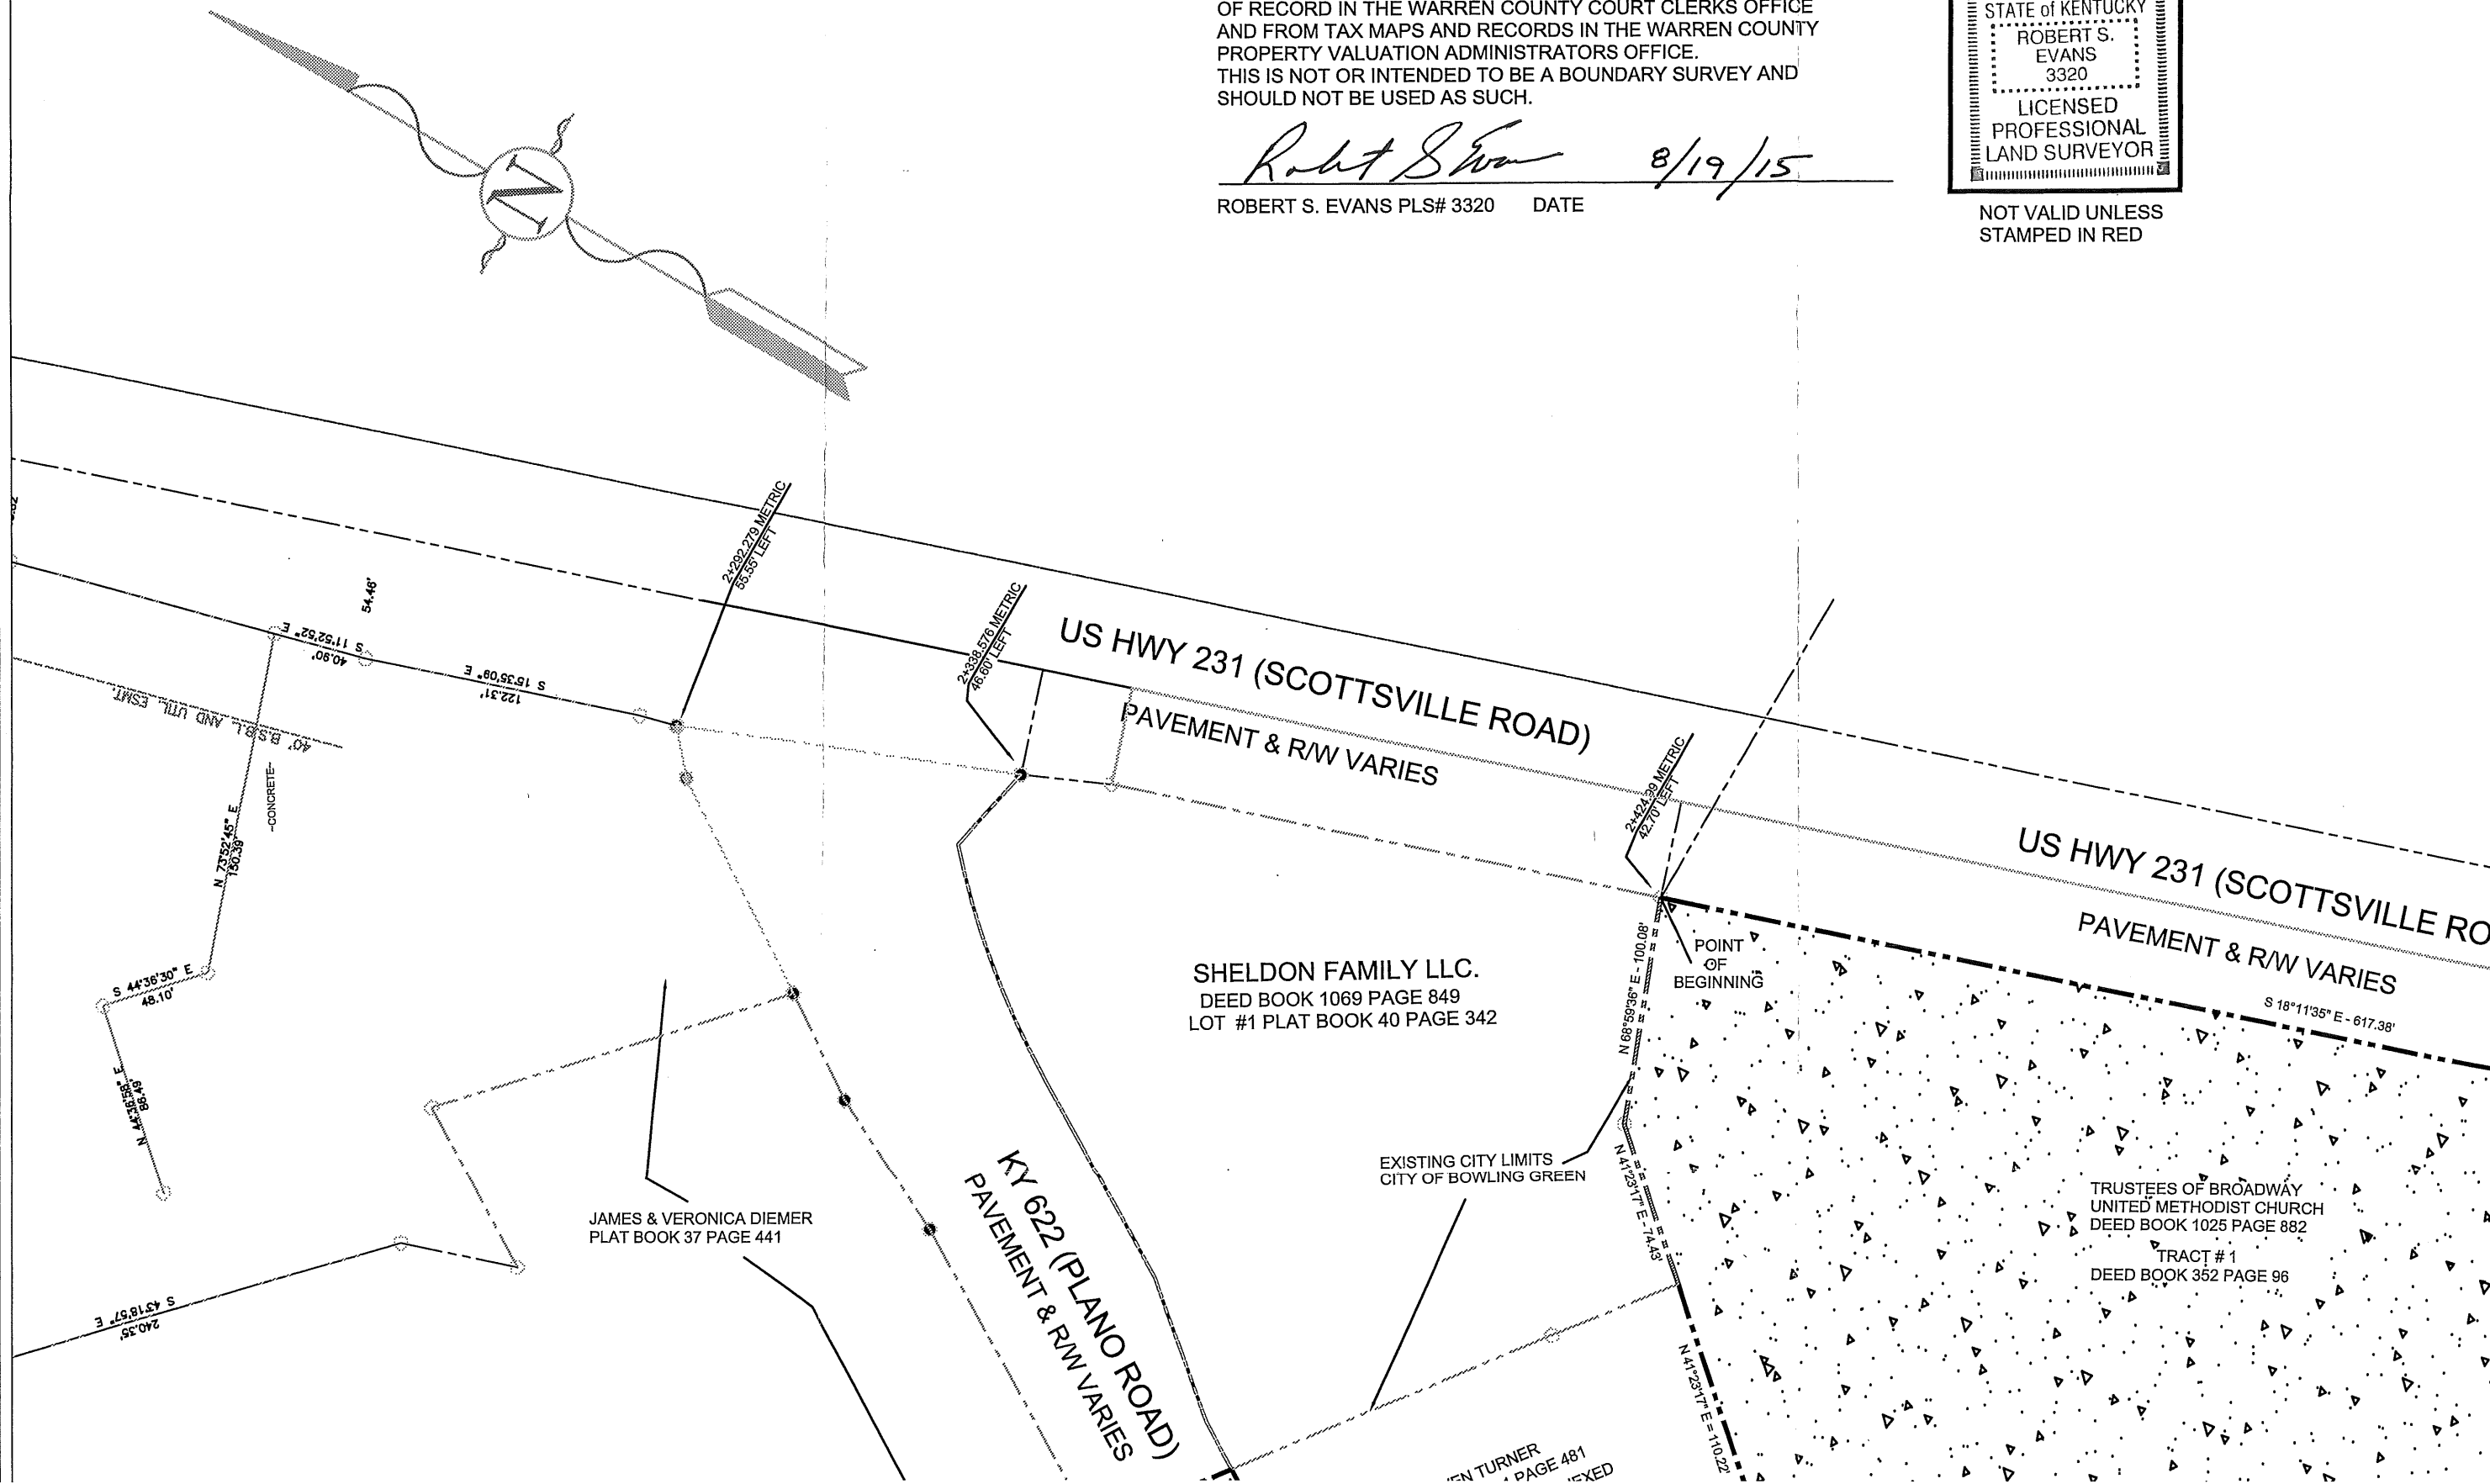 OF RECORD IN THE WARREN COUNTY COURT CLERKS OFFICE
AND FROM TAX MAPS AND RECORDS IN THE WARREN COUNTY
PROPERTY VALUATION ADMINISTRATORS OFFICE.
THIS IS NOT OR INTENDED TO BE A BOUNDARY SURVEY AND
SHOULD NOT BE USED AS SUCH.
Robert S Evans 8/19/15
ROBERT S. EVANS PLS# 3320 DATE
STATE of KENTUCKY
ROBERT S.
EVANS
3320
LICENSED
PROFESSIONAL
LAND SURVEYOR
NOT VALID UNLESS
STAMPED IN RED
N
2+292.279 METRIC
55.55' LEFT
2+338.576 METRIC
46.60' LEFT
2+424.99 METRIC
42.70' LEFT
54.46'
S 11°52'52" E
40.90'
S 15°35'09" E
122.31'
40' B.S.B.L. AND UTIL. ESMT.
-CONCRETE-
N 73°52'45" E
150.39'
S 44°36'30" E
48.10'
N 44°36'58" E
86.49
S 43°18'57" E
240.35'
US HWY 231 (SCOTTSVILLE ROAD)
PAVEMENT & R/W VARIES
US HWY 231 (SCOTTSVILLE RO
PAVEMENT & R/W VARIES
S 18°11'35" E - 617.38'
POINT
OF
BEGINNING
N 68°59'36" E - 100.08'
N 41°23'17" E - 74.43'
N 41°23'17" E = 110.22'
SHELDON FAMILY LLC.
DEED BOOK 1069 PAGE 849
LOT #1 PLAT BOOK 40 PAGE 342
EXISTING CITY LIMITS
CITY OF BOWLING GREEN
JAMES & VERONICA DIEMER
PLAT BOOK 37 PAGE 441
KY 622 (PLANO ROAD)
PAVEMENT & R/W VARIES
TRUSTEES OF BROADWAY
UNITED METHODIST CHURCH
DEED BOOK 1025 PAGE 882
TRACT # 1
DEED BOOK 352 PAGE 96
TURNER
PAGE 481